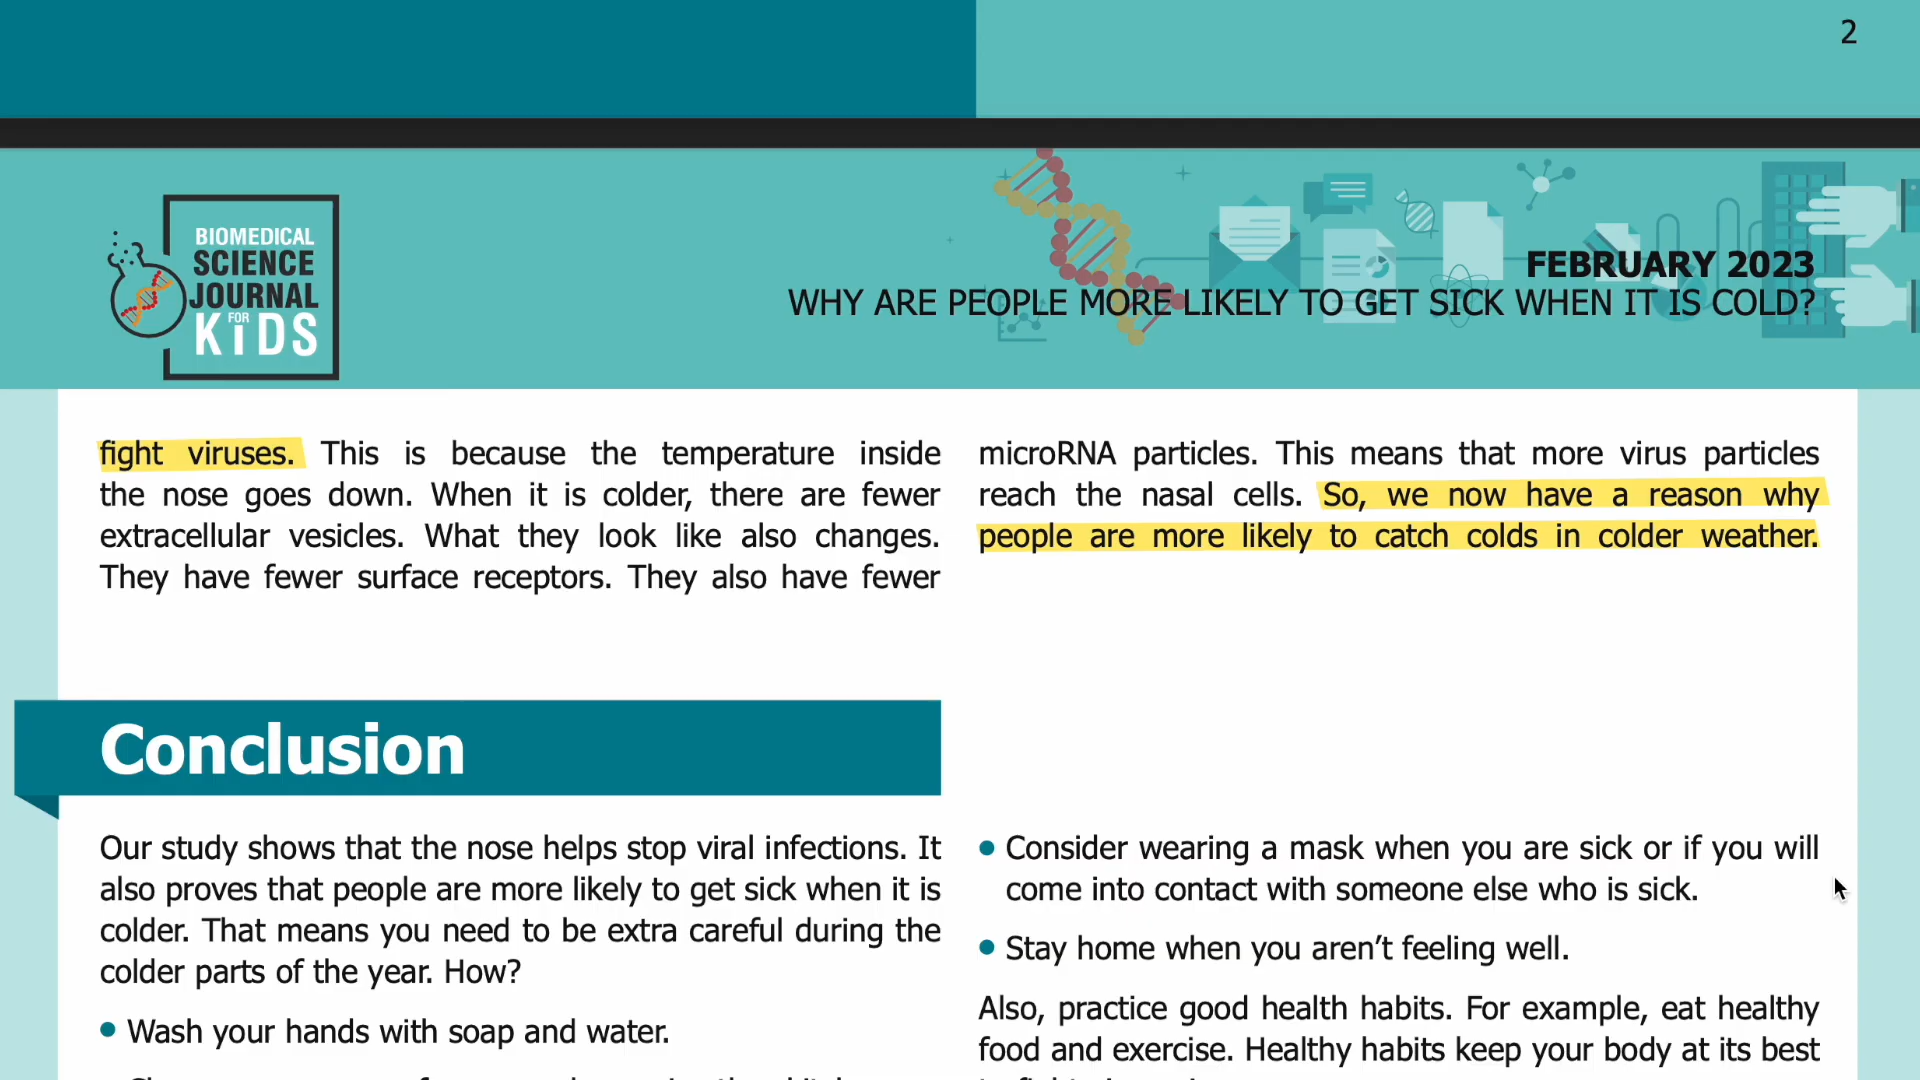 2
BIOMEDICAL
SCIENCE
JOURNAL
FOR
KiDS
FEBRUARY 2023
WHY ARE PEOPLE MORE LIKELY TO GET SICK WHEN IT IS COLD?
fight viruses. This is because the temperature inside
the nose goes down. When it is colder, there are fewer
extracellular vesicles. What they look like also changes.
They have fewer surface receptors. They also have fewer
microRNA particles. This means that more virus particles
reach the nasal cells. So, we now have a reason why
people are more likely to catch colds in colder weather.
Conclusion
Our study shows that the nose helps stop viral infections. It
also proves that people are more likely to get sick when it is
colder. That means you need to be extra careful during the
colder parts of the year. How?
• Wash your hands with soap and water.
• Consider wearing a mask when you are sick or if you will
come into contact with someone else who is sick.
• Stay home when you aren’t feeling well.
Also, practice good health habits. For example, eat healthy
food and exercise. Healthy habits keep your body at its best